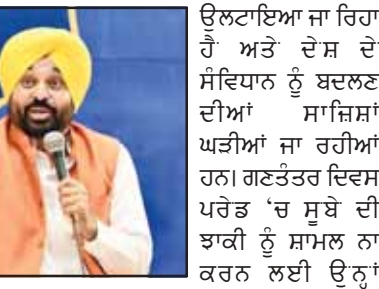 ਉਲਟਾਇਆ ਜਾ ਰਿਹਾ
ਹੈ ਅਤੇ ਦੇਸ਼ ਦੇ
ਸੰਵਿਧਾਨ ਨੂੰ ਬਦਲਣ
ਦੀਆਂ ਸਾਜ਼ਿਸ਼ਾਂ
ਘੜੀਆਂ ਜਾ ਰਹੀਆਂ
ਹਨ। ਗਣਤੰਤਰ ਦਿਵਸ
ਪਰੇਡ ‘ਚ ਸੂਬੇ ਦੀ
ਝਾਕੀ ਨੂੰ ਸ਼ਾਮਲ ਨਾ
ਕਰਨ ਲਈ ਉਨ੍ਹਾਂ